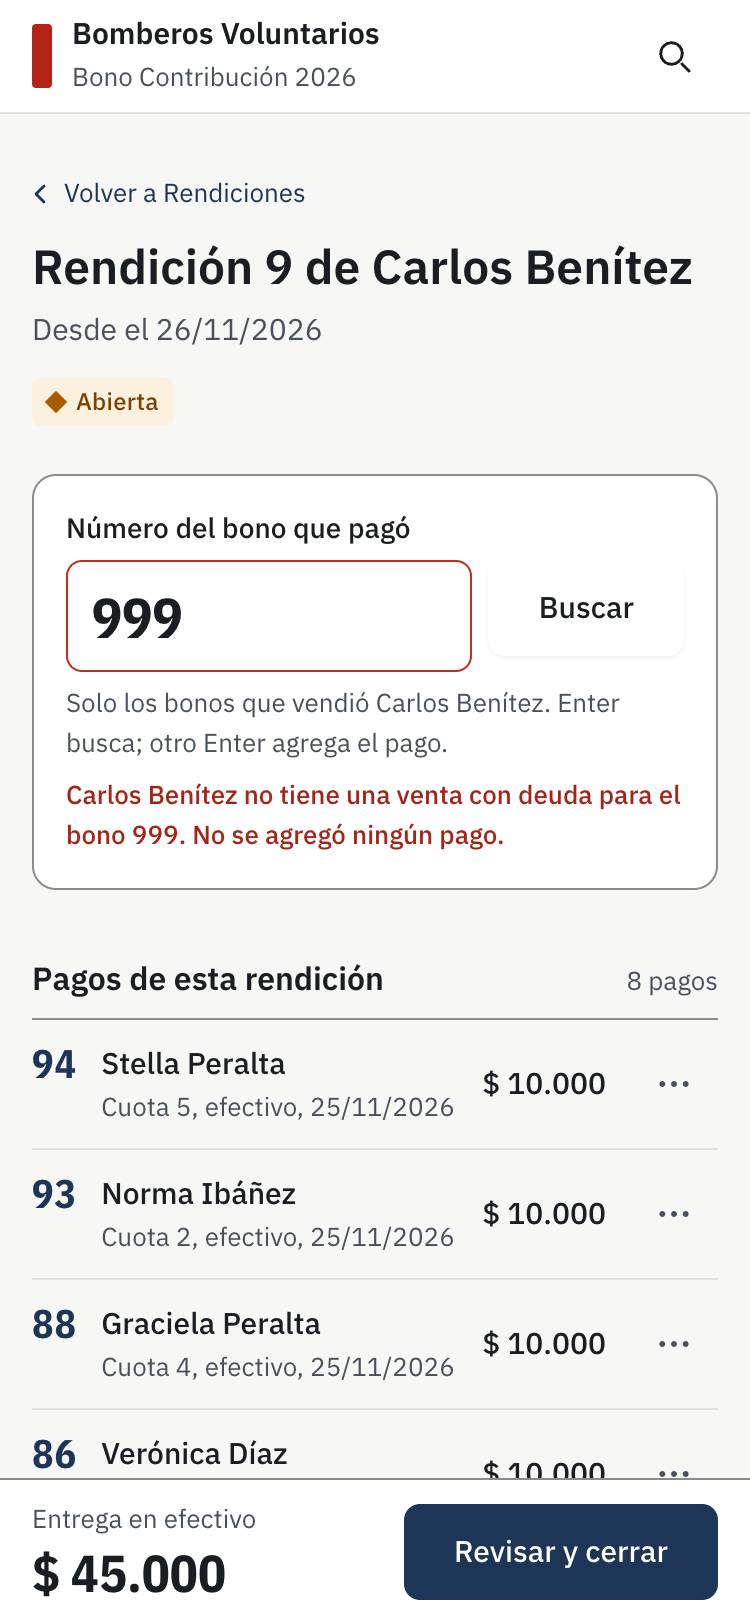 Bomberos Voluntarios
Bono Contribución 2026
Volver a Rendiciones
Rendición 9 de Carlos Benítez
Desde el 26/11/2026
Abierta
Número del bono que pagó
999
Buscar
Solo los bonos que vendió Carlos Benítez. Enter
busca; otro Enter agrega el pago.
Carlos Benítez no tiene una venta con deuda para el
bono 999. No se agregó ningún pago.
Pagos de esta rendición
8 pagos
94 Stella Peralta
Cuota 5, efectivo, 25/11/2026
$ 10.000
93 Norma Ibáñez
Cuota 2, efectivo, 25/11/2026
$ 10.000
88 Graciela Peralta
Cuota 4, efectivo, 25/11/2026
$ 10.000
86 Verónica Díaz
$ 10.000
Entrega en efectivo
$ 45.000
Revisar y cerrar